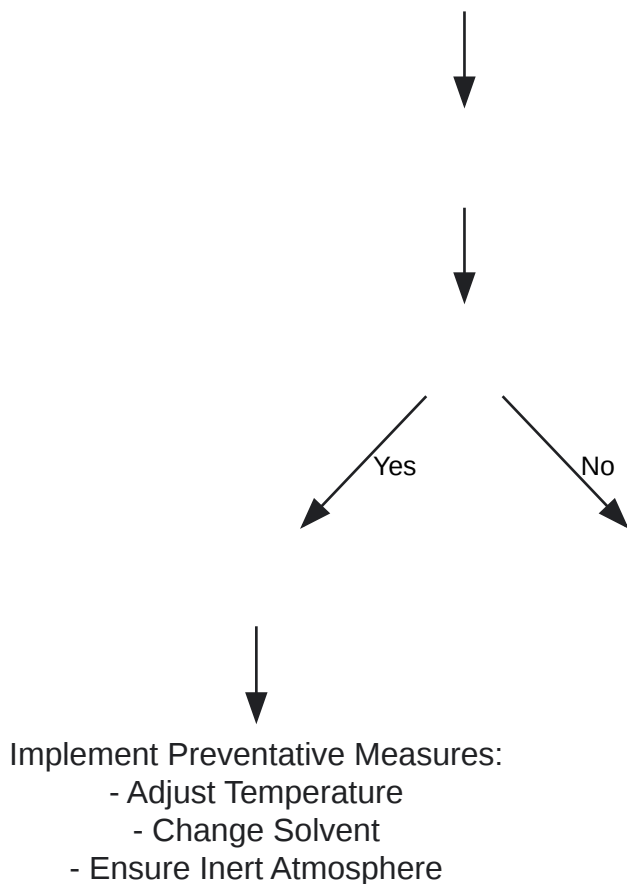 Yes
No
Implement Preventative Measures:
- Adjust Temperature
- Change Solvent
- Ensure Inert Atmosphere